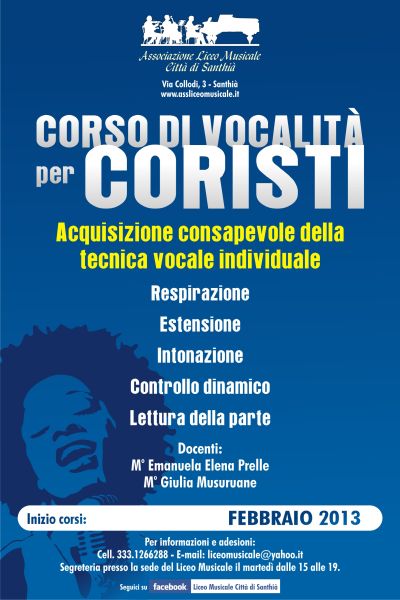 Associazione Liceo Musicale
Città di Santhià
Via Collodi, 3 - Santhià
www.assliceomusicale.it
CORSO DI VOCALITÀ
per CORISTI
Acquisizione consapevole della
tecnica vocale individuale
Respirazione
Estensione
Intonazione
Controllo dinamico
Lettura della parte
Docenti:
M° Emanuela Elena Prelle
M° Giulia Musuruane
Inizio corsi: FEBBRAIO 2013
Per informazioni e adesioni:
Cell. 333.1266288 - E-mail: liceomusicale@yahoo.it
Segreteria presso la sede del Liceo Musicale il martedì dalle 15 alle 19.
Seguici su facebook Liceo Musicale Città di Santhià